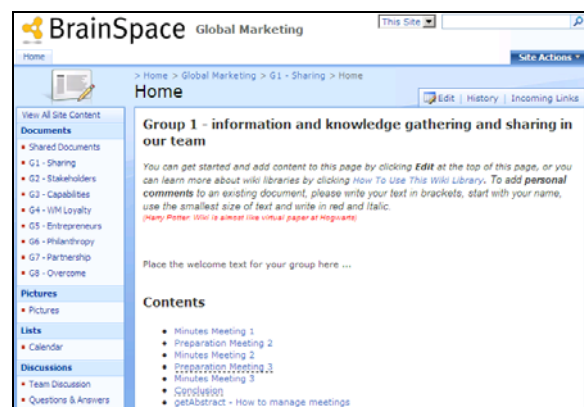 BrainSpace Global Marketing
This Site
Home
Site Actions
> Home > Global Marketing > G1 - Sharing > Home
Home
Edit | History | Incoming Links
View All Site Content
Documents
Shared Documents
G1 - Sharing
G2 - Stakeholders
G3 - Capabilities
G4 - WM Loyalty
G5 - Entrepreneurs
G6 - Philanthropy
G7 - Partnership
G8 - Overcome
Pictures
Pictures
Lists
Calendar
Discussions
Team Discussion
Questions & Answers
Group 1 - information and knowledge gathering and sharing in
our team
You can get started and add content to this page by clicking Edit at the top of this page, or you
can learn more about wiki libraries by clicking How To Use This Wiki Library. To add personal
comments to an existing document, please write your text in brackets, start with your name,
use the smallest size of text and write in red and Italic.
(Harry Potter: Wiki is almost like virtual paper at Hogwarts)
Place the welcome text for your group here ...
Contents
Minutes Meeting 1
Preparation Meeting 2
Minutes Meeting 2
Preparation Meeting 3
Minutes Meeting 3
Conclusion
getAbstract - How to manage meetings